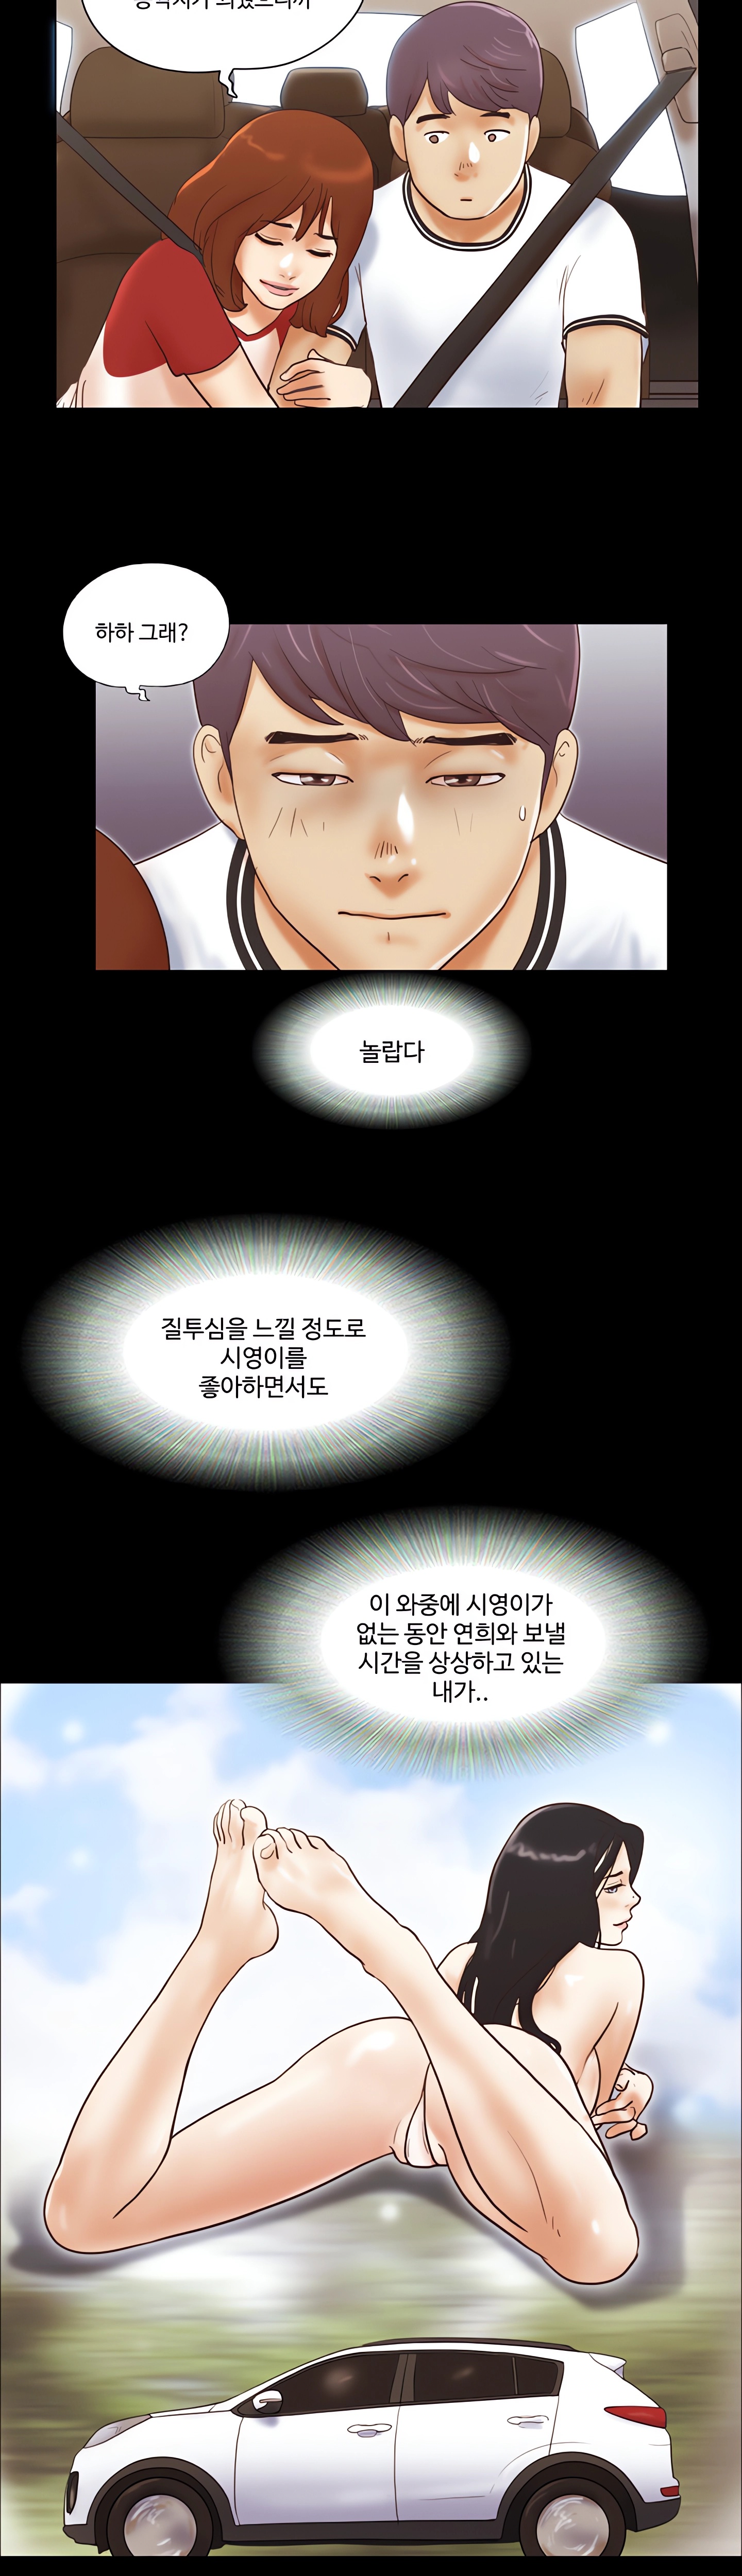 하하 그래?
놀랍다
질투심을 느낄 정도로
시영이를
좋아하면서도
이 와중에 시영이가
없는 동안 연희와 보낼
시간을 상상하고 있는
내가..